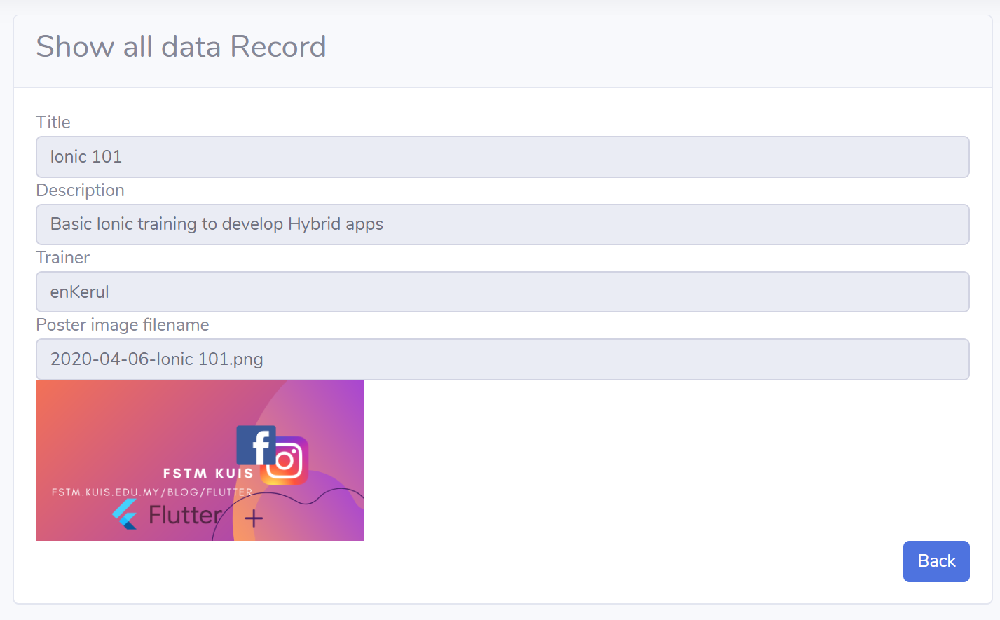 Show all data Record
Title
Ionic 101
Description
Basic Ionic training to develop Hybrid apps
Trainer
enKerul
Poster image filename
2020-04-06-Ionic 101.png
FSTM KUIS
FSTM.KUIS.EDU.MY/BLOG/FLUTTER
Flutter
Back